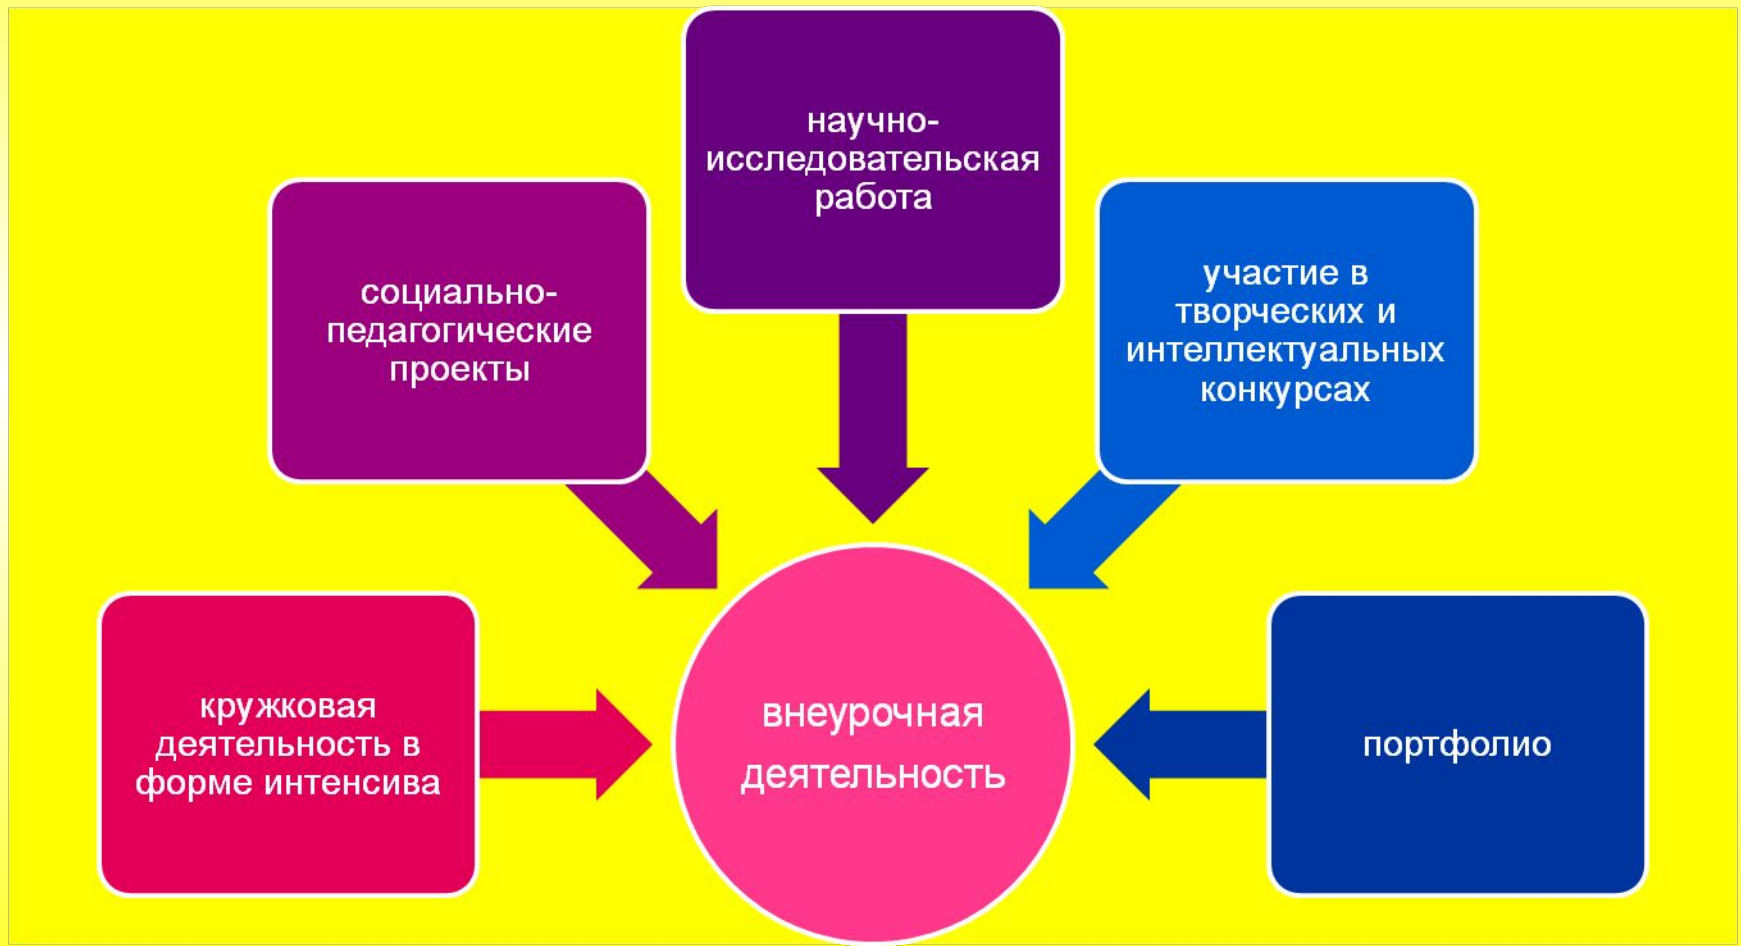 научно-
исследовательская
работа
социально-
педагогические
проекты
участие в
творческих и
интеллектуальных
конкурсах
кружковая
деятельность в
форме интенсива
внеурочная
деятельность
портфолио